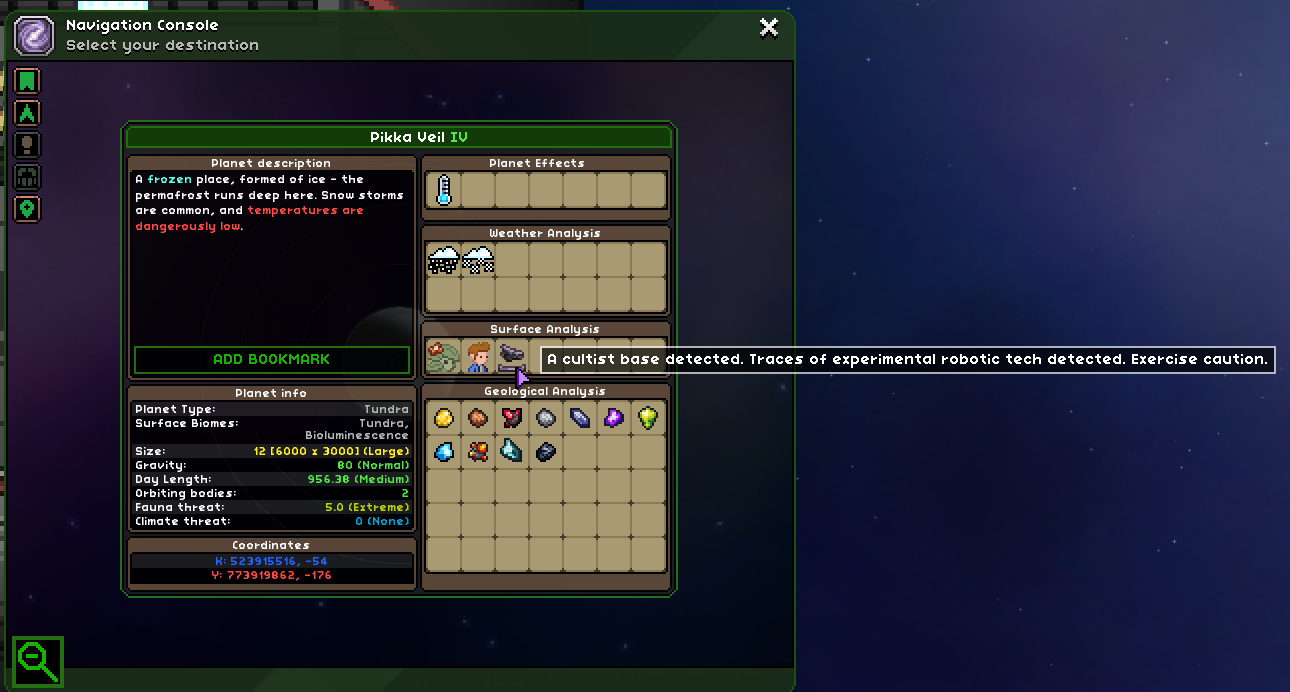 Navigation Console
Select your destination
Pikka Veil IV
Planet description
A frozen place, formed of ice - the
permafrost runs deep here. Snow storms
are common, and temperatures are
dangerously low.
ADD BOOKMARK
Planet info
Planet Type: Tundra
Surface Biomes: Tundra,
Bioluminescence
Size: 12 [6000 x 3000] (Large)
Gravity: 80 (Normal)
Day Length: 956.38 (Medium)
Orbiting bodies: 2
Fauna threat: 5.0 (Extreme)
Climate threat: 0 (None)
Coordinates
X: 523915516, -54
Y: 773919862, -176
Planet Effects
Weather Analysis
Surface Analysis
A cultist base detected. Traces of experimental robotic tech detected. Exercise caution.
Geological Analysis